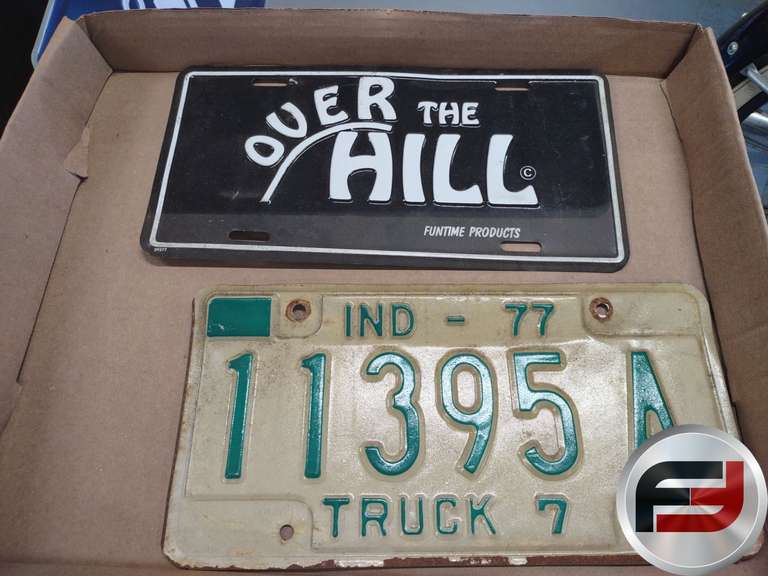 OVER THE
HILL ©
FUNTIME PRODUCTS
IND - 77
11395 A
TRUCK 7